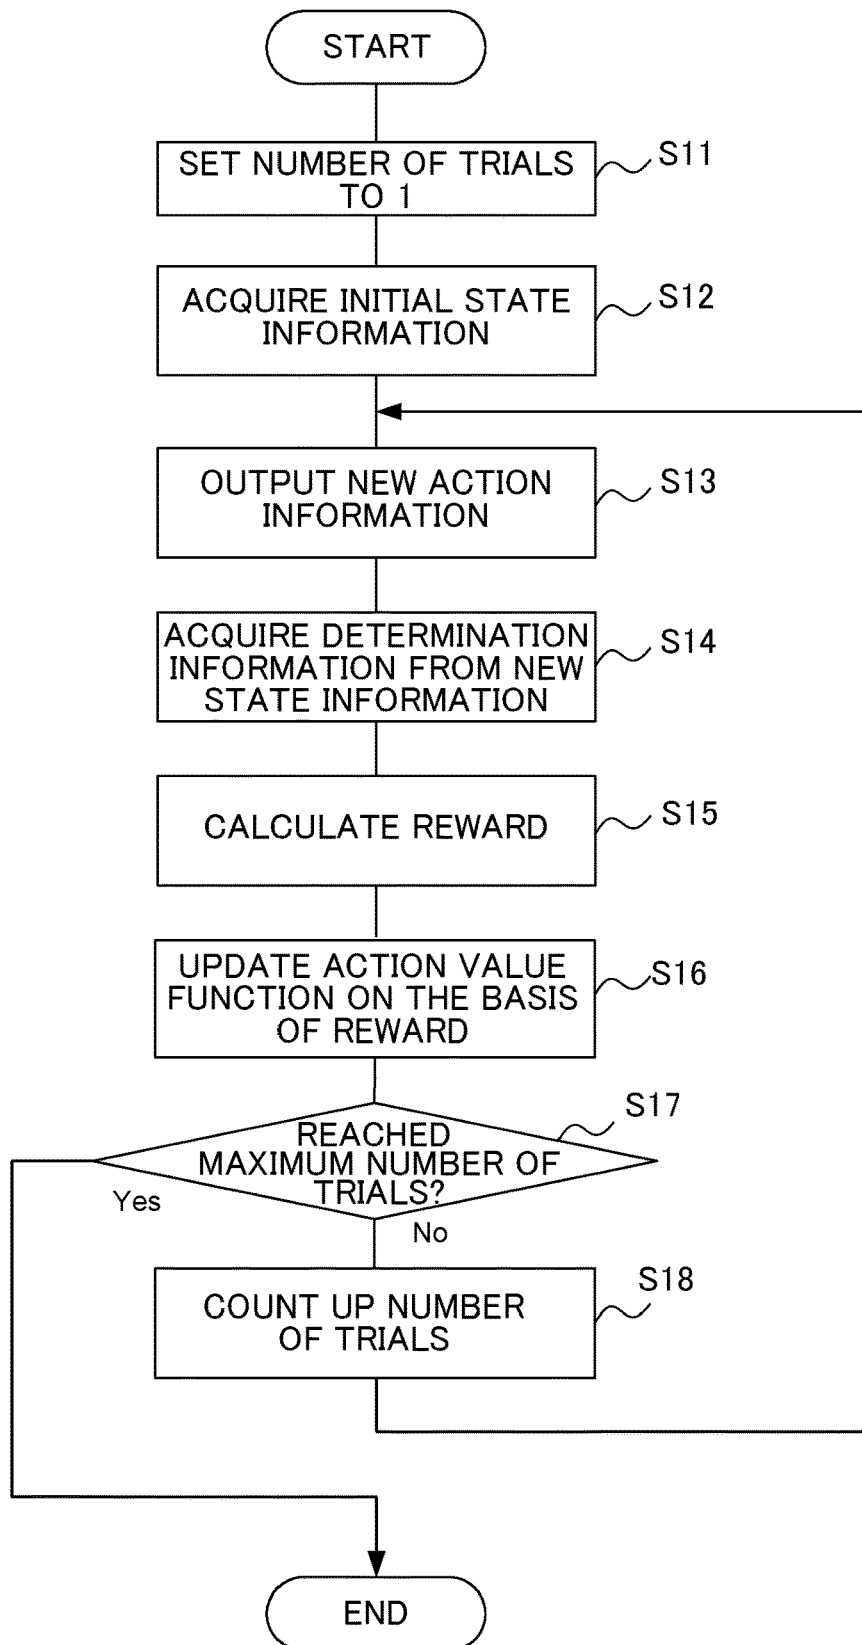 START
SET NUMBER OF TRIALS
TO 1
S11
ACQUIRE INITIAL STATE
INFORMATION
S12
OUTPUT NEW ACTION
INFORMATION
S13
ACQUIRE DETERMINATION
INFORMATION FROM NEW
STATE INFORMATION
S14
CALCULATE REWARD
S15
UPDATE ACTION VALUE
FUNCTION ON THE BASIS
OF REWARD
S16
REACHED
MAXIMUM NUMBER OF
TRIALS?
S17
Yes
No
COUNT UP NUMBER
OF TRIALS
S18
END